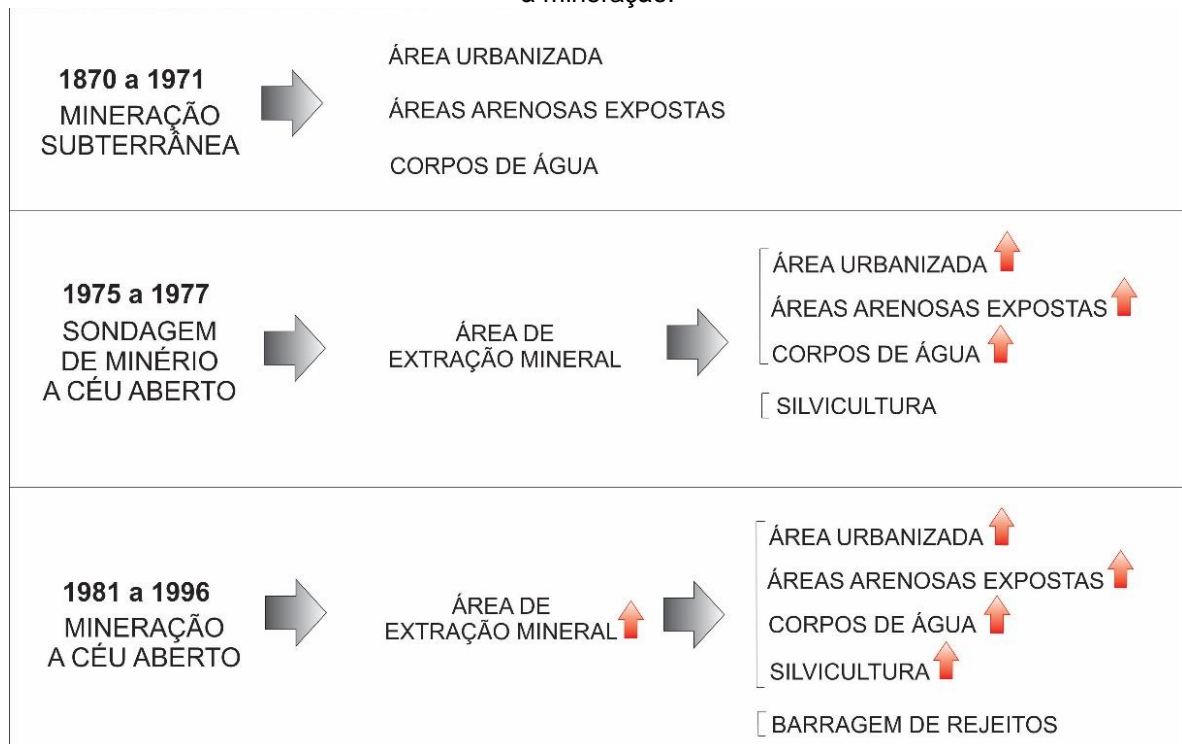 a mineração.
1870 a 1971
MINERAÇÃO
SUBTERRÂNEA
ÁREA URBANIZADA
ÁREAS ARENOSAS EXPOSTAS
CORPOS DE ÁGUA
1975 a 1977
SONDAGEM
DE MINÉRIO
A CÉU ABERTO
ÁREA DE
EXTRAÇÃO MINERAL
ÁREA URBANIZADA
ÁREAS ARENOSAS EXPOSTAS
CORPOS DE ÁGUA
SILVICULTURA
1981 a 1996
MINERAÇÃO
A CÉU ABERTO
ÁREA DE
EXTRAÇÃO MINERAL
ÁREA URBANIZADA
ÁREAS ARENOSAS EXPOSTAS
CORPOS DE ÁGUA
SILVICULTURA
BARRAGEM DE REJEITOS